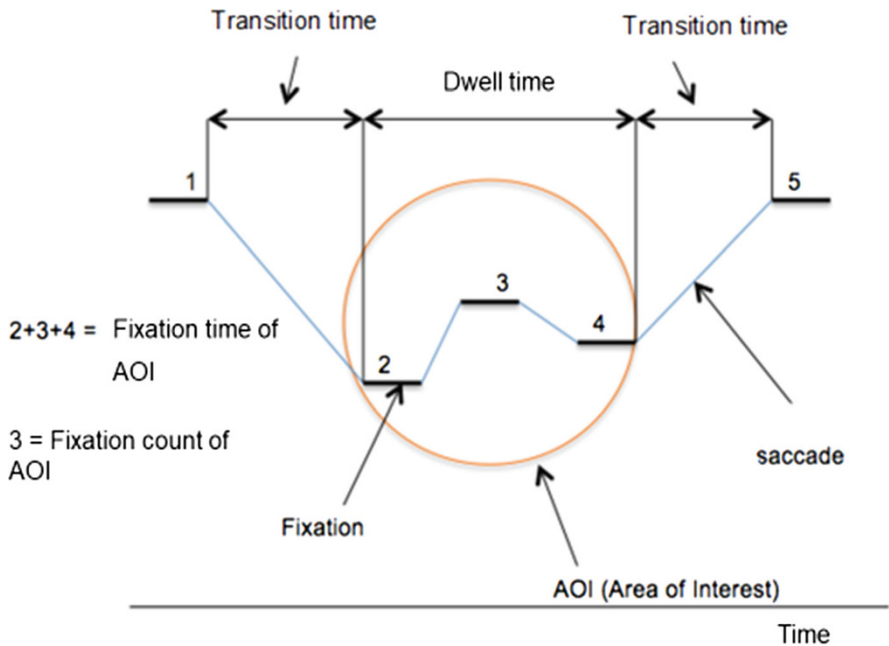 Transition time
Transition time
Dwell time
1
5
3
2+3+4 = Fixation time of
AOI
4
2
3 = Fixation count of
AOI
saccade
Fixation
AOI (Area of Interest)
Time